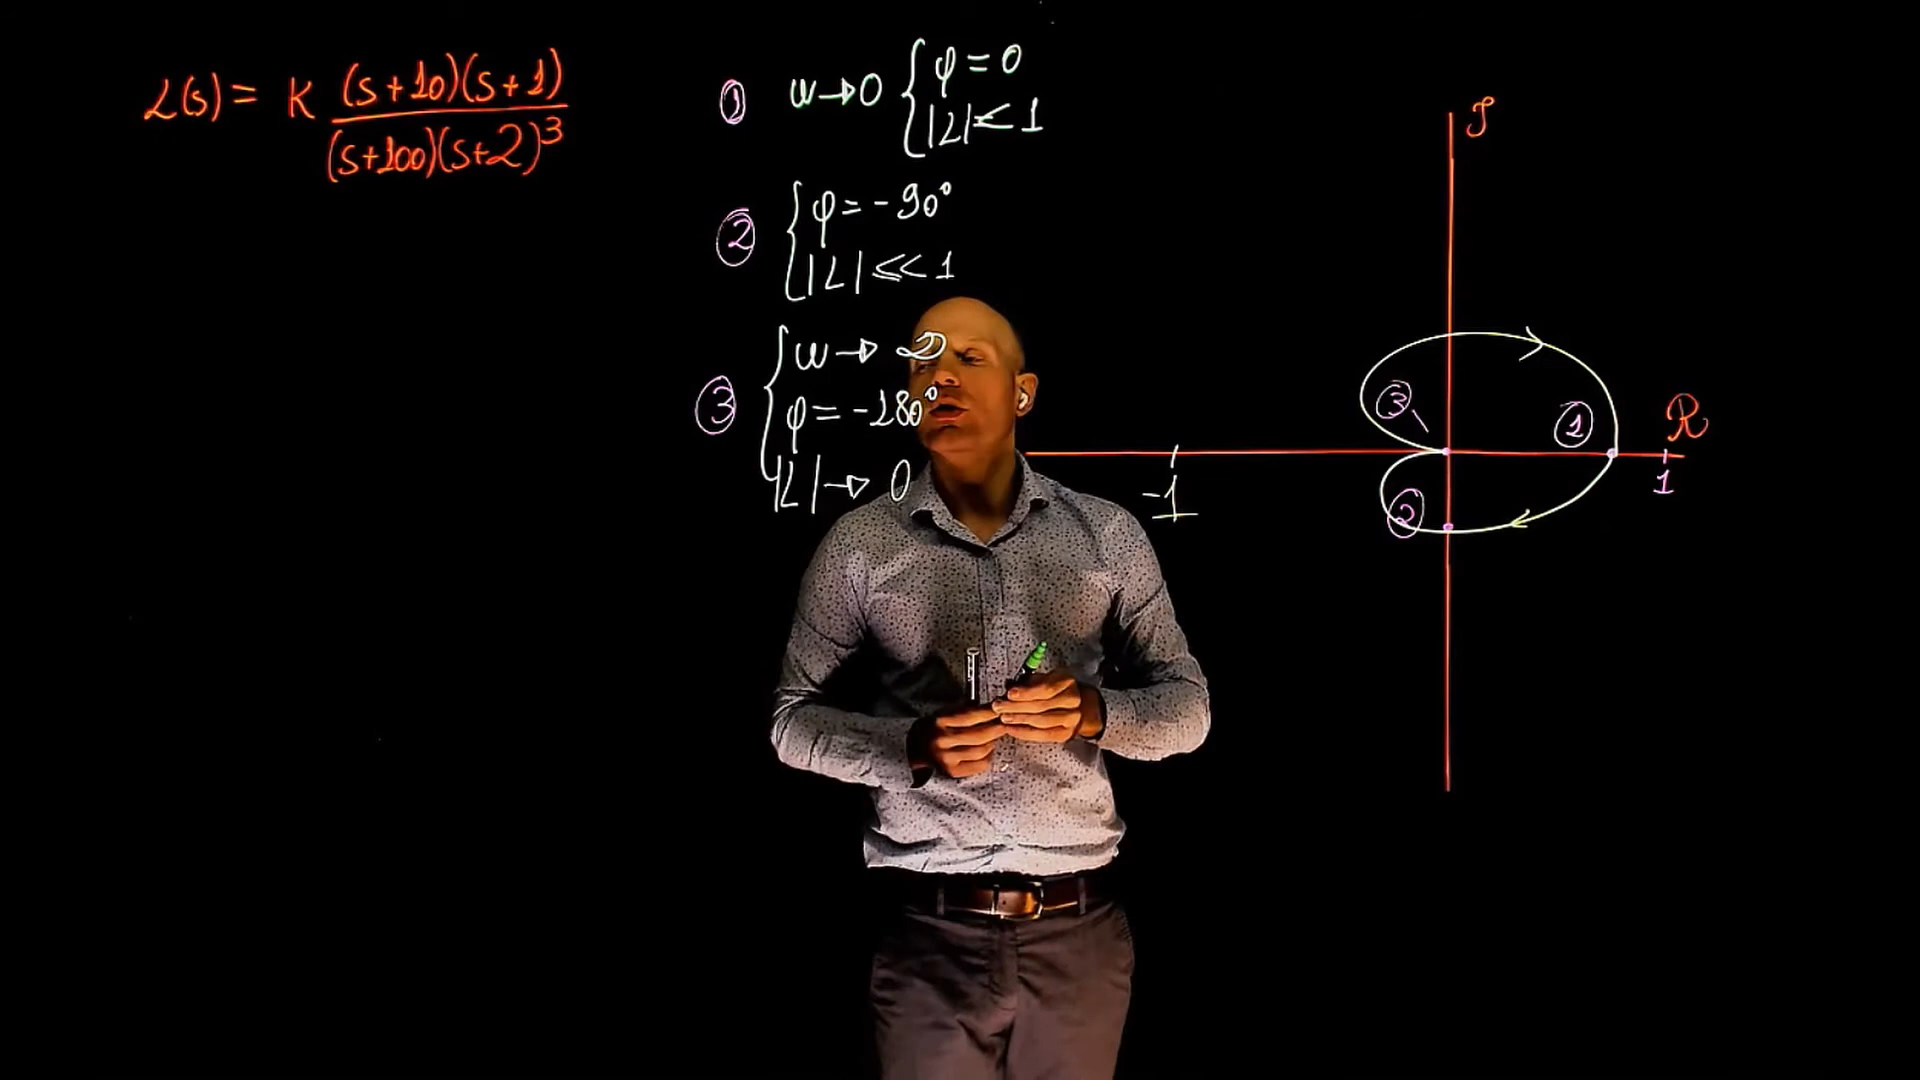 L(s) = K (s+10)(s+1)
(s+100)(s+2)³
① w→0 { φ = 0
|L| < 1
② { φ = -90°
|L| << 1
③ { w → ∞
φ = -180°
|L| → 0
I
R
③
①
②
-1
1